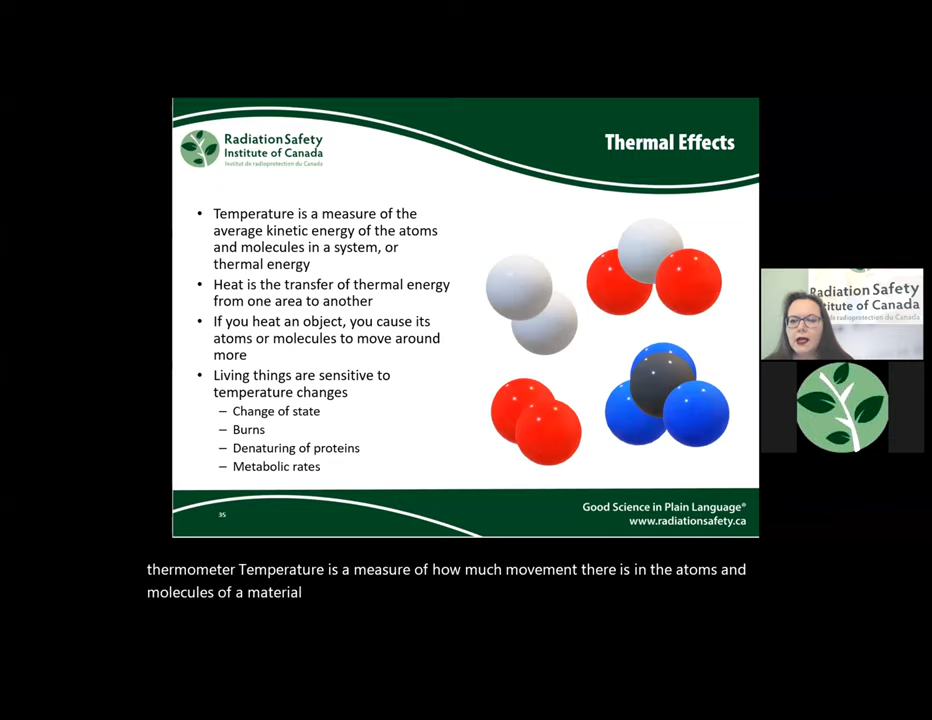 Thermal Effects
RadiationSafety
Institute of Canada
Institut de radioprotection du Canada
• Temperature is a measure of the
average kinetic energy of the atoms
and molecules in a system, or
thermal energy
• Heat is the transfer of thermal energy
from one area to another
• If you heat an object, you cause its
atoms or molecules to move around
more
• Living things are sensitive to
temperature changes
– Change of state
– Burns
– Denaturing of proteins
– Metabolic rates
35
Good Science in Plain Language®
www.radiationsafety.ca
Radiation Safety
titute of Canada
de radioprotection du Canada
thermometer Temperature is a measure of how much movement there is in the atoms and
molecules of a material